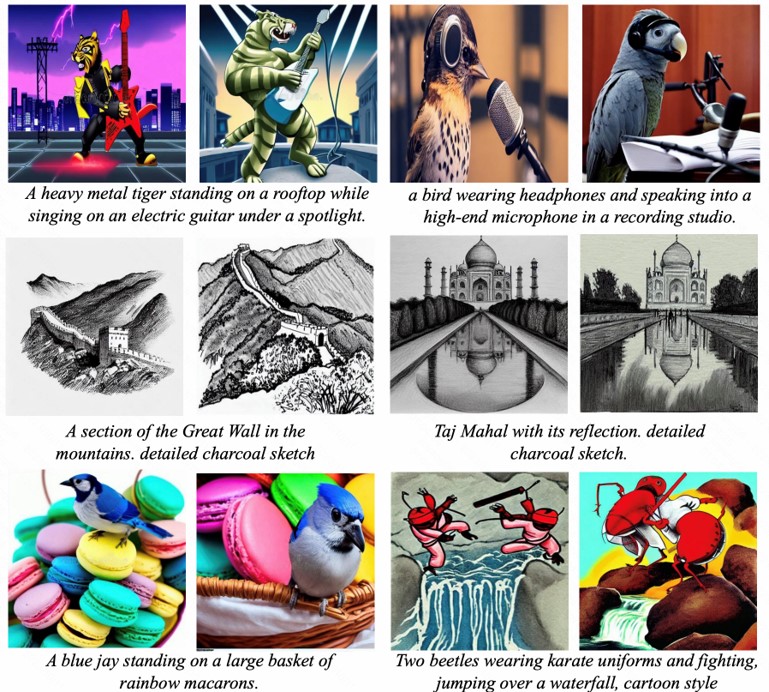 A heavy metal tiger standing on a rooftop while
singing on an electric guitar under a spotlight.
a bird wearing headphones and speaking into a
high-end microphone in a recording studio.
A section of the Great Wall in the
mountains. detailed charcoal sketch
Taj Mahal with its reflection. detailed
charcoal sketch.
A blue jay standing on a large basket of
rainbow macarons.
Two beetles wearing karate uniforms and fighting,
jumping over a waterfall, cartoon style